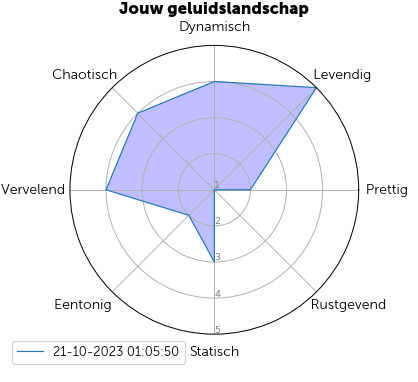 Jouw geluidslandschap
Dynamisch
Chaotisch
Levendig
Vervelend
1
Prettig
2
3
4
Eentonig
Rustgevend
5
21-10-2023 01:05:50
Statisch